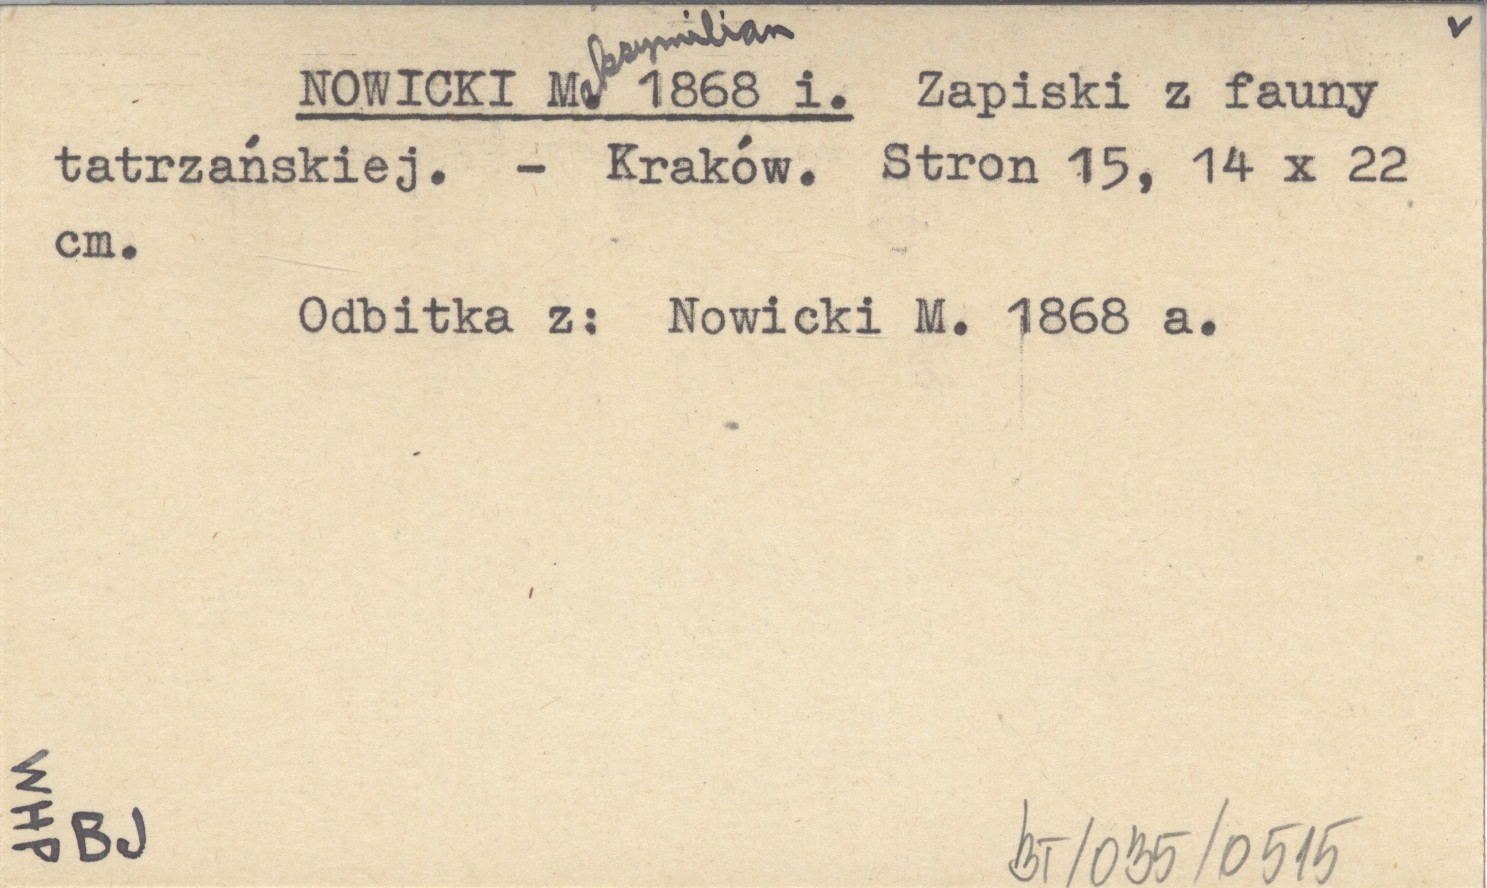 NOWICKI Maksymilian 1868 i. Zapiski z fauny
tatrzańskiej. - Kraków. Stron 15, 14 x 22
cm.
Odbitka z: Nowicki M. 1868 a.
WHP
BJ
BT/035/0515